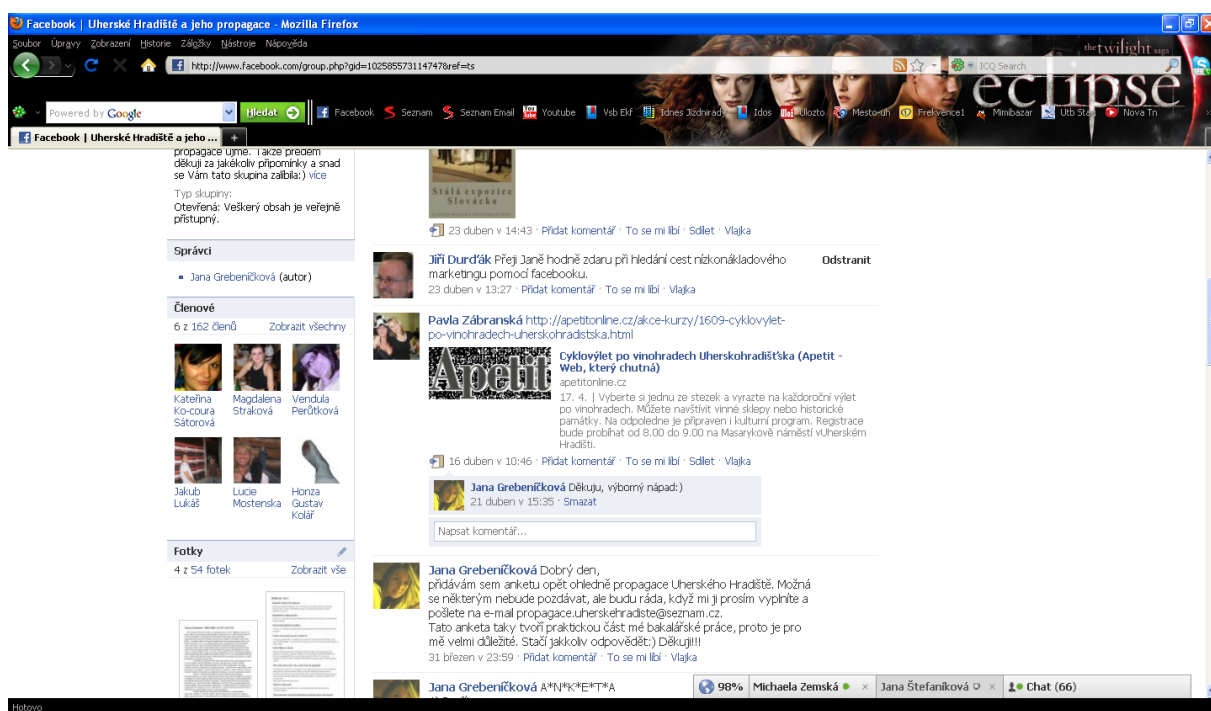 Facebook | Uherské Hradiště a jeho propagace - Mozilla Firefox
Soubor Úpravy Zobrazení Historie Záložky Nástroje Nápověda
the twilight saga
eclipse
http://www.facebook.com/group.php?gid=102585573114747&ref=ts
ICQ Search
Powered by Google
Hledat
Facebook Seznam Seznam Email Youtube Vsb Ekf Idnes Jizdnirady Idos Ulozto Mesto-uh Frekvence1 Mimibazar Utb Stag Nova Tn
Facebook | Uherské Hradiště a jeho ...
propagace ujme. Takže předem
děkuji za jakékoliv připomínky a snad
se Vám tato skupina zalíbila:) více
Typ skupiny:
Otevřená: Veškerý obsah je veřejně
přístupný.
Správci
Jana Grebeníčková (autor)
Členové
6 z 162 členů Zobrazit všechny
Kateřina
Ko-coura
Sátorová
Magdalena
Straková
Vendula
Perůtková
Jakub
Lukáš
Lucie
Mostenska
Honza
Gustav
Kolář
Fotky
4 z 54 fotek Zobrazit vše
Stálá expozice
Slovácko
23 duben v 14:43 · Přidat komentář · To se mi líbí · Sdílet · Vlajka
Jiří Durďák Přeji Janě hodně zdaru při hledání cest nízkonákladového
marketingu pomocí facebooku.
Odstranit
23 duben v 13:27 · Přidat komentář · To se mi líbí · Vlajka
Pavla Zábranská http://apetitonline.cz/akce-kurzy/1609-cyklovylet-
po-vinohradech-uherskohradistska.html
Apetit
Cyklovýlet po vinohradech Uherskohradišťska (Apetit -
Web, který chutná)
apetitonline.cz
17. 4. | Vyberte si jednu ze stezek a vyrazte na každoroční výlet
po vinohradech. Můžete navštívit vinné sklepy nebo historické
památky. Na odpoledne je připraven i kulturní program. Registrace
bude probíhat od 8.00 do 9.00 na Masarykově náměstí vUherském
Hradišti.
16 duben v 10:46 · Přidat komentář · To se mi líbí · Sdílet · Vlajka
Jana Grebeníčková Děkuju, výborný nápad:)
21 duben v 15:35 · Smazat
Napsat komentář...
Jana Grebeníčková Dobrý den,
přidávám sem anketu opět ohledně propagace Uherského Hradiště. Možná
se některým nebude pozdávat, ale budu ráda, když mi ji prosím vyplníte a
pošlete na e-mail propagace.uherskehradiste@seznam.cz.
Tato anketa taky tvoří praktickou část mé bakalářské práce,proto je pro
mě velmi důležité. Stačí jakkoliv odpovědět:) Děkuji!!!
31 březen v 23:59 · Přidat komentář · To se mi líbí · Vlajka
Jana Grebeníčková A*N*K*E*T*A
98% Michaela Zemská Jana Štefaníková Chat (66)
Hotovo